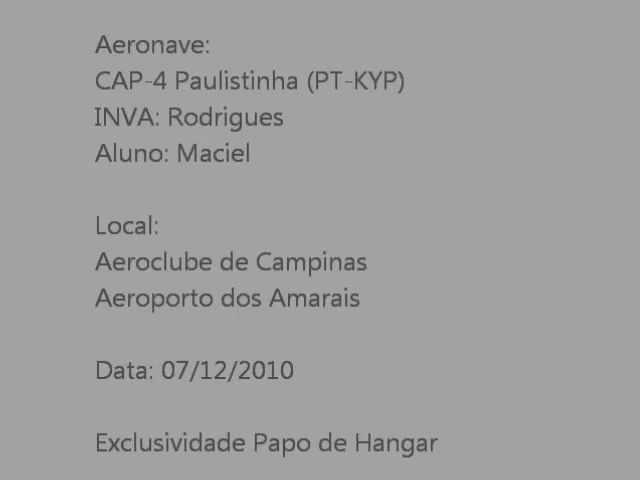 Aeronave:
CAP-4 Paulistinha (PT-KYP)
INVA: Rodrigues
Aluno: Maciel
Local:
Aeroclube de Campinas
Aeroporto dos Amarais
Data: 07/12/2010
Exclusividade Papo de Hangar